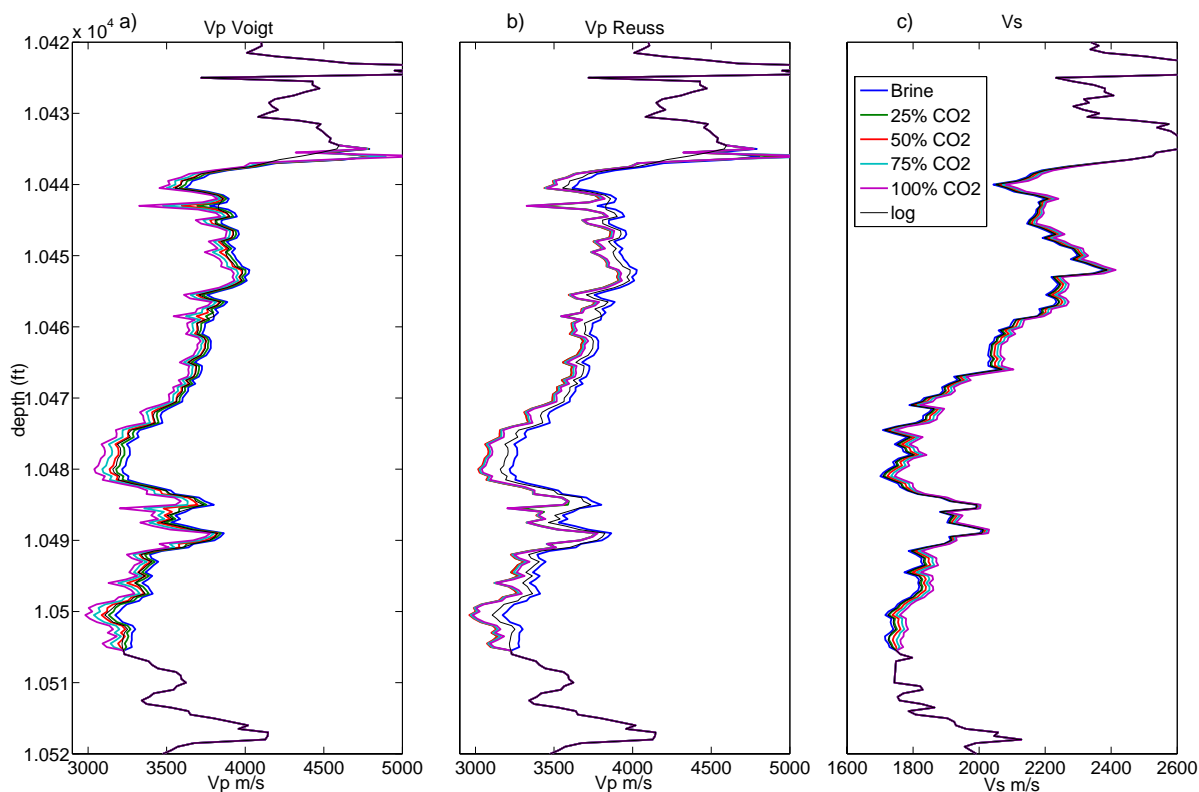 x 10⁴ a) Vp Voigt
b) Vp Reuss
c) Vs
1.042
1.043
1.044
1.045
1.046
1.047
1.048
1.049
1.05
1.051
1.052
depth (ft)
3000 3500 4000 4500 5000
Vp m/s
3000 3500 4000 4500 5000
Vp m/s
Brine
25% CO2
50% CO2
75% CO2
100% CO2
log
1600 1800 2000 2200 2400 2600
Vs m/s